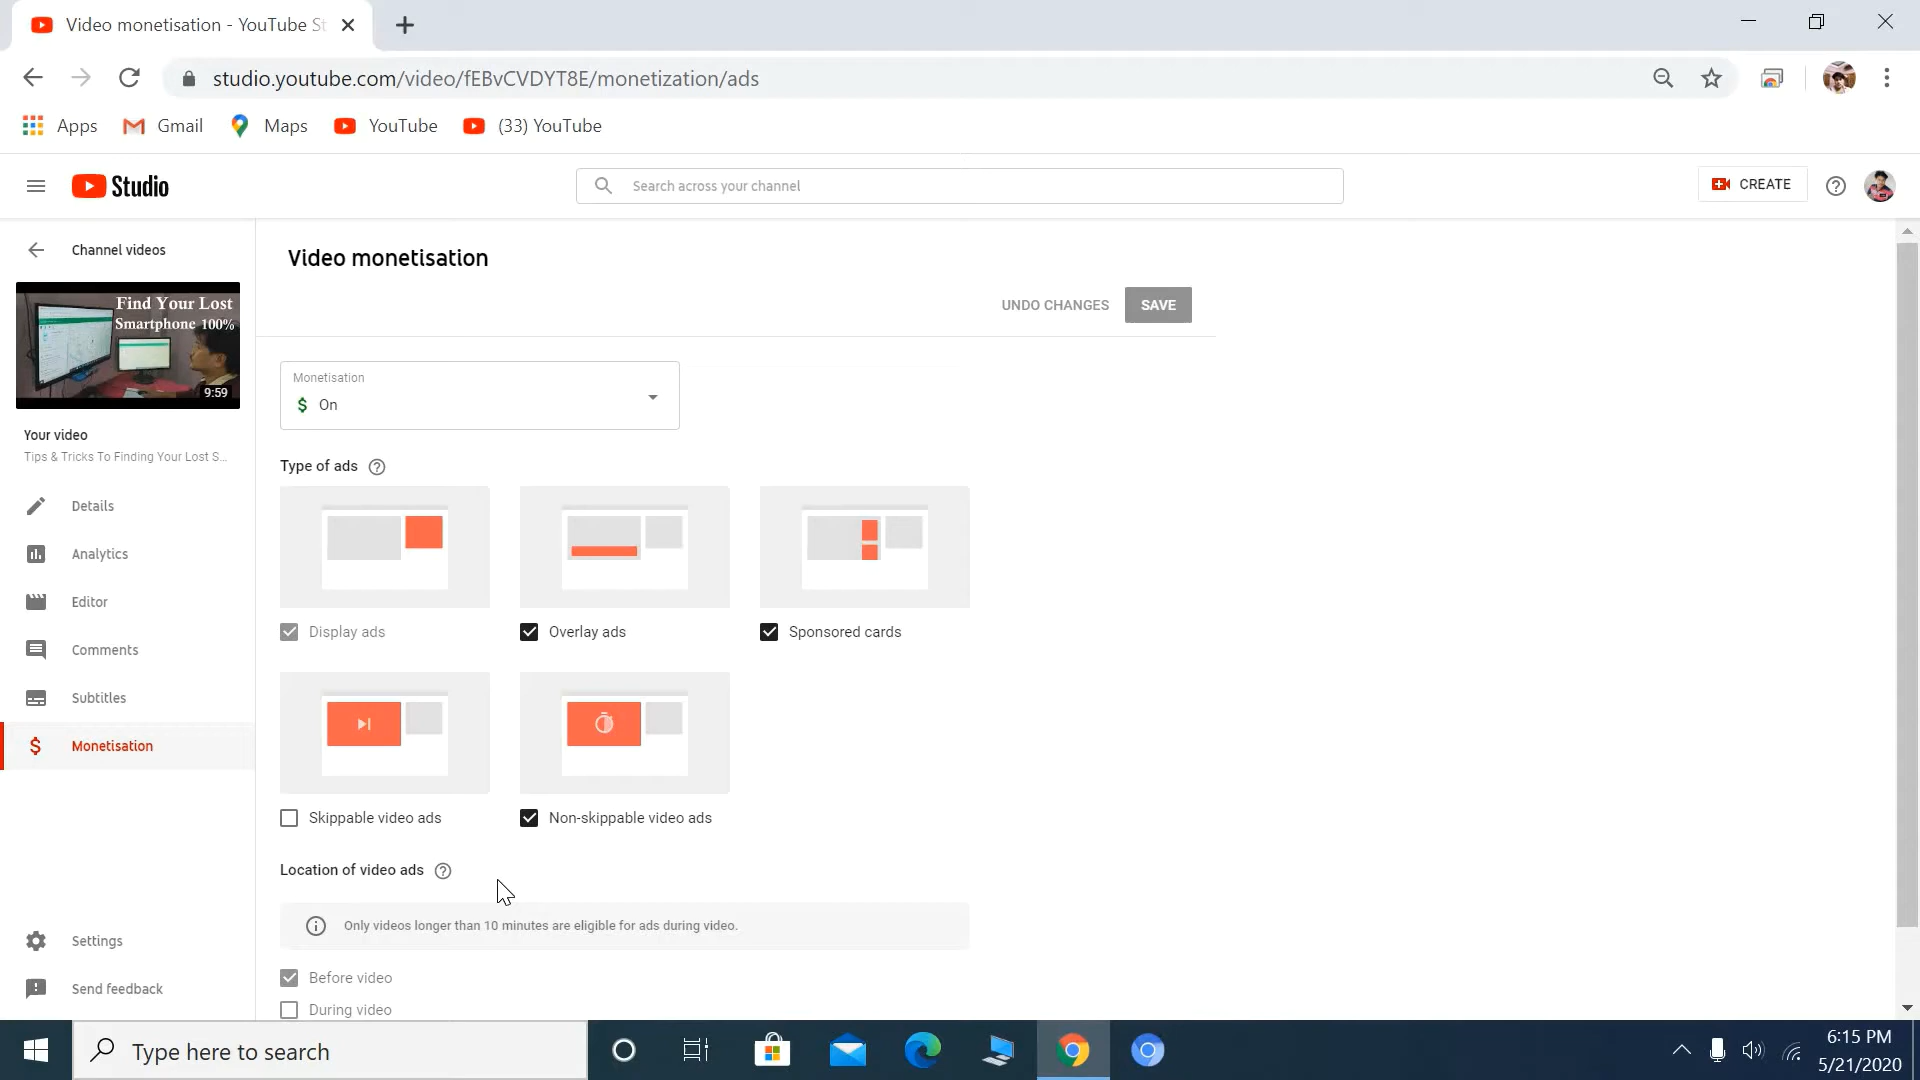 Video monetisation - YouTube St
studio.youtube.com/video/fEBvCVDYT8E/monetization/ads
Apps
Gmail
Maps
YouTube
(33) YouTube
Studio
Search across your channel
CREATE
Channel videos
Find Your Lost
Smartphone 100%
9:59
Your video
Tips & Tricks To Finding Your Lost S...
Details
Analytics
Editor
Comments
Subtitles
Monetisation
Settings
Send feedback
Video monetisation
UNDO CHANGES
SAVE
Monetisation
$ On
Type of ads
Display ads
Overlay ads
Sponsored cards
Skippable video ads
Non-skippable video ads
Location of video ads
Only videos longer than 10 minutes are eligible for ads during video.
Before video
During video
Type here to search
6:15 PM
5/21/2020